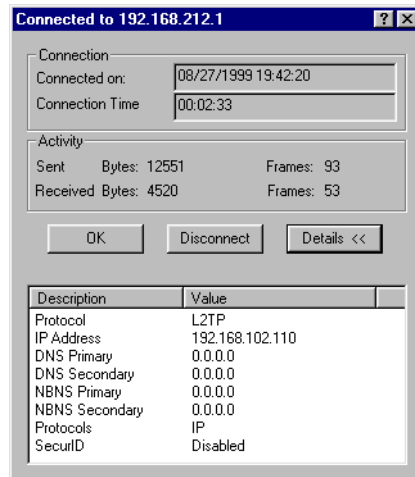 Connected to 192.168.212.1
Connection
Connected on: 08/27/1999 19:42:20
Connection Time 00:02:33
Activity
Sent Bytes: 12551 Frames: 93
Received Bytes: 4520 Frames: 53
OK Disconnect Details <<
Description Value
Protocol L2TP
IP Address 192.168.102.110
DNS Primary 0.0.0.0
DNS Secondary 0.0.0.0
NBNS Primary 0.0.0.0
NBNS Secondary 0.0.0.0
Protocols IP
SecurID Disabled